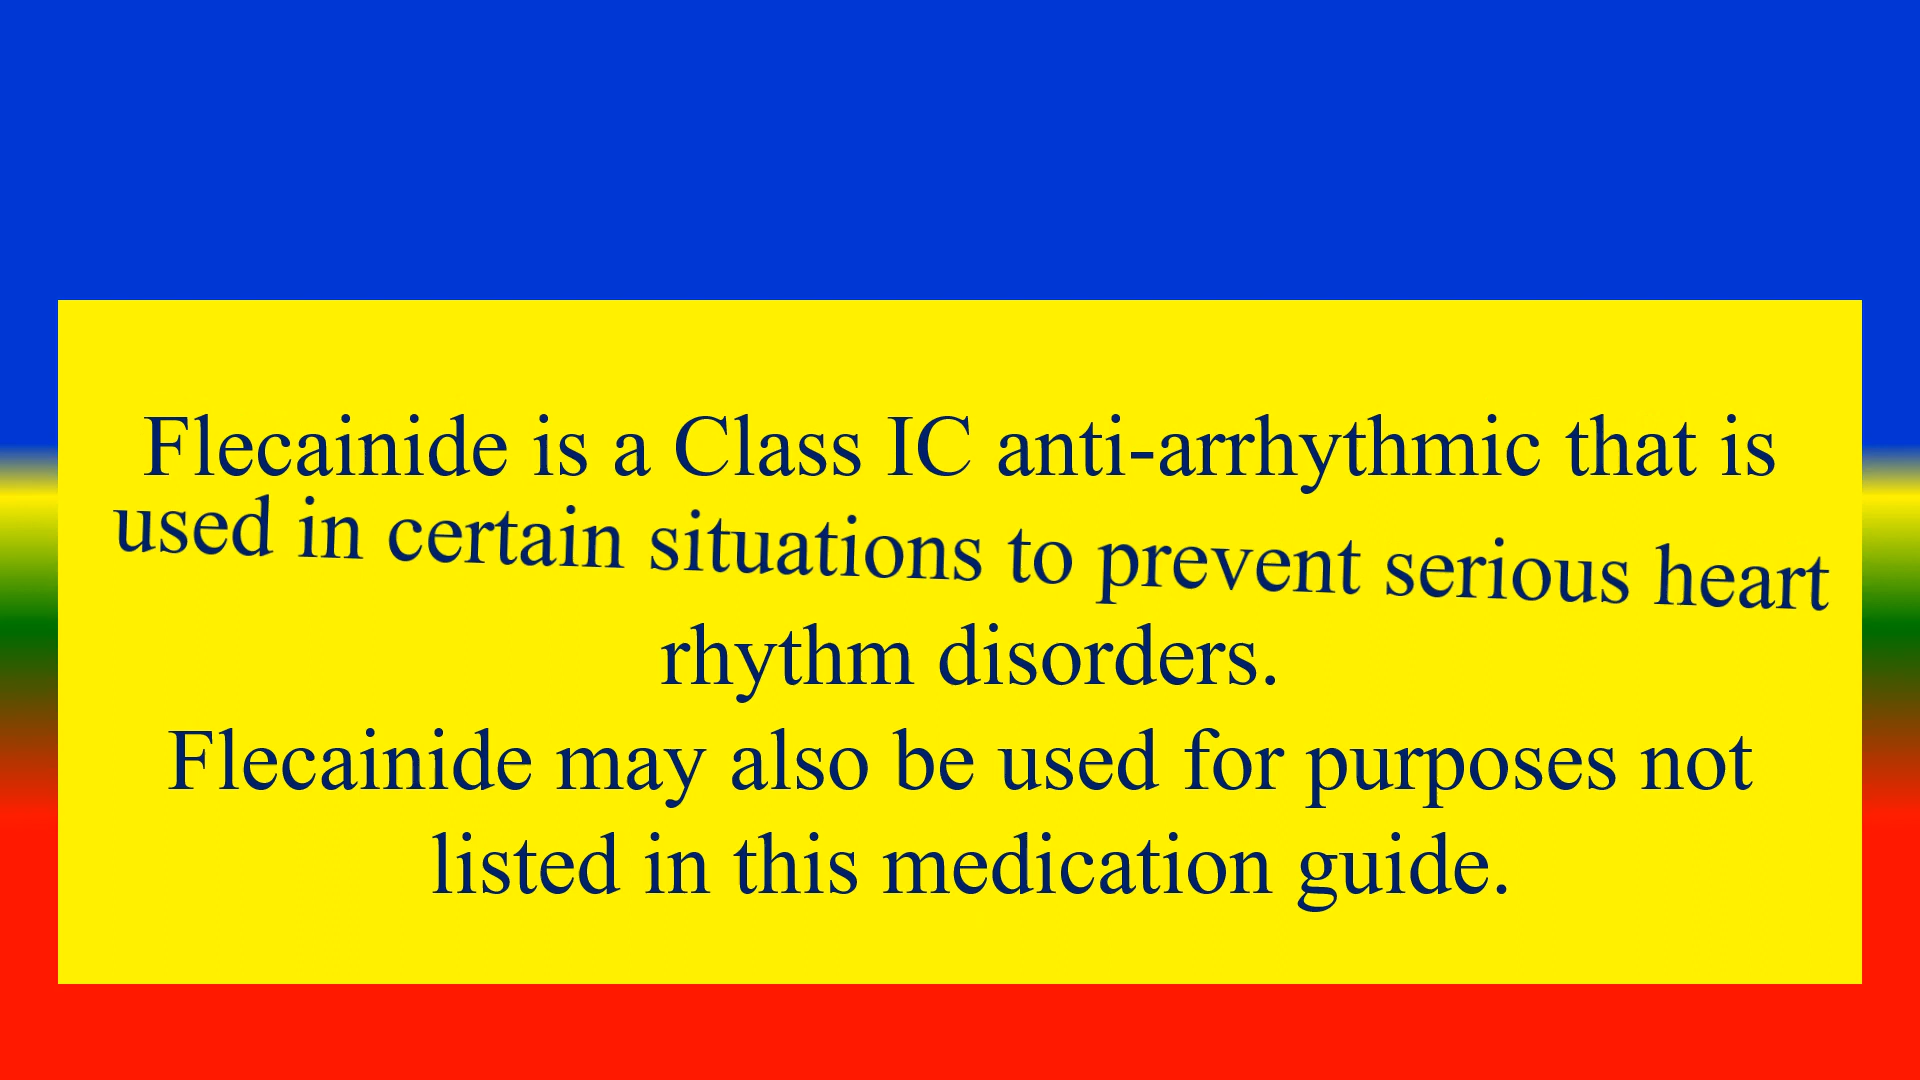 Flecainide is a Class IC anti-arrhythmic that is
used in certain situations to prevent serious heart
rhythm disorders.
Flecainide may also be used for purposes not
listed in this medication guide.